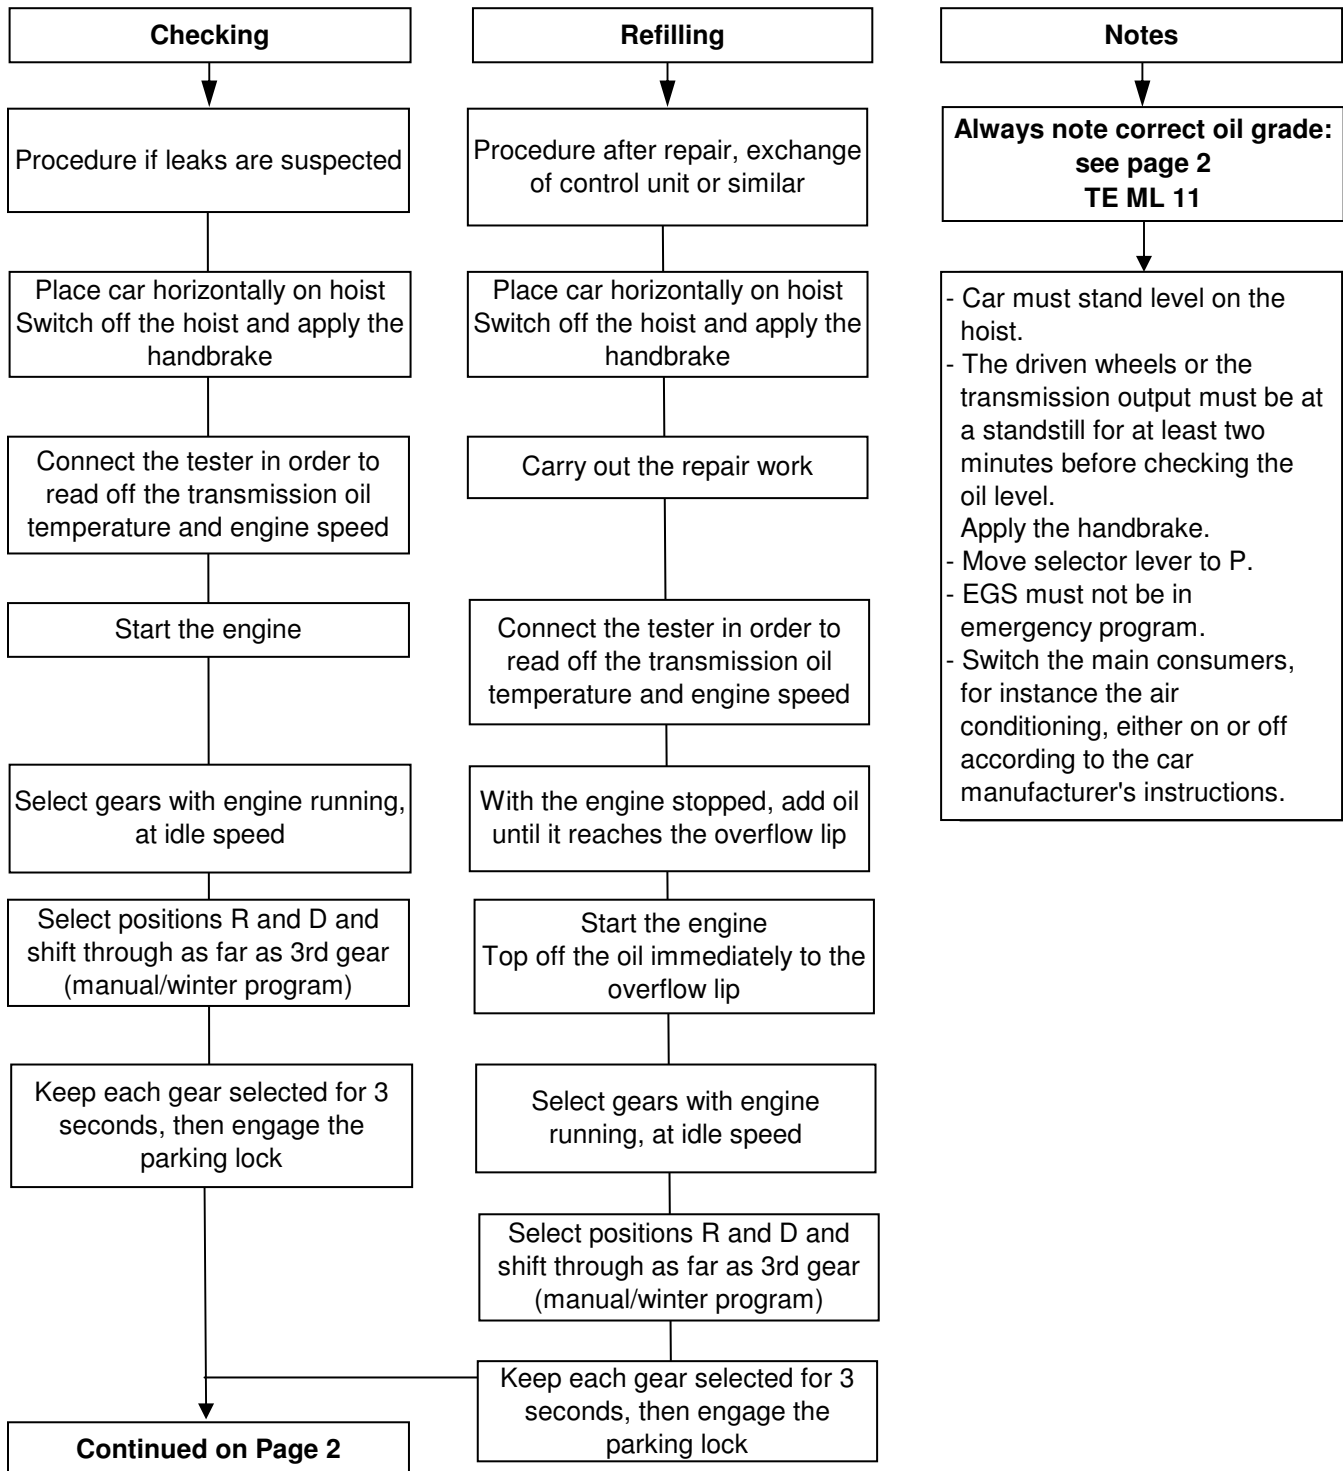 Checking
Procedure if leaks are suspected
Place car horizontally on hoist
Switch off the hoist and apply the
handbrake
Connect the tester in order to
read off the transmission oil
temperature and engine speed
Start the engine
Select gears with engine running,
at idle speed
Select positions R and D and
shift through as far as 3rd gear
(manual/winter program)
Keep each gear selected for 3
seconds, then engage the
parking lock
Continued on Page 2
Refilling
Procedure after repair, exchange
of control unit or similar
Place car horizontally on hoist
Switch off the hoist and apply the
handbrake
Carry out the repair work
Connect the tester in order to
read off the transmission oil
temperature and engine speed
With the engine stopped, add oil
until it reaches the overflow lip
Start the engine
Top off the oil immediately to the
overflow lip
Select gears with engine
running, at idle speed
Select positions R and D and
shift through as far as 3rd gear
(manual/winter program)
Keep each gear selected for 3
seconds, then engage the
parking lock
Notes
Always note correct oil grade:
see page 2
TE ML 11
- Car must stand level on the
hoist.
- The driven wheels or the
transmission output must be at
a standstill for at least two
minutes before checking the
oil level.
Apply the handbrake.
- Move selector lever to P.
- EGS must not be in
emergency program.
- Switch the main consumers,
for instance the air
conditioning, either on or off
according to the car
manufacturer's instructions.